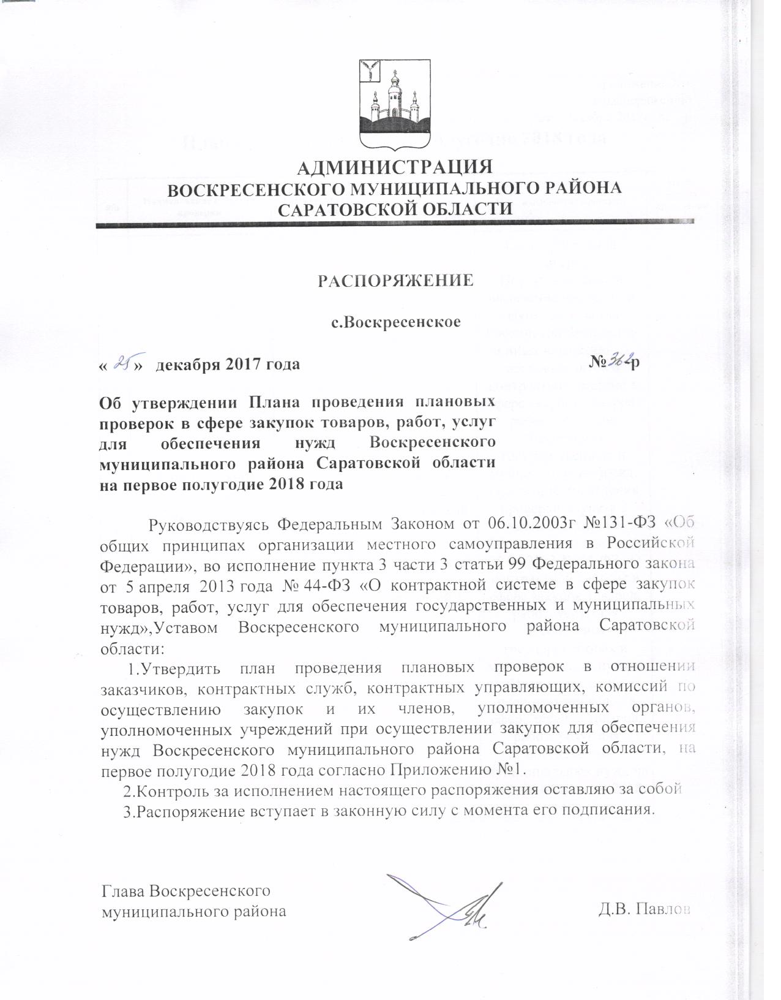 АДМИНИСТРАЦИЯ
ВОСКРЕСЕНСКОГО МУНИЦИПАЛЬНОГО РАЙОНА
САРАТОВСКОЙ ОБЛАСТИ
РАСПОРЯЖЕНИЕ
с.Воскресенское
« 25 » декабря 2017 года №362-р
Об утверждении Плана проведения плановых
проверок в сфере закупок товаров, работ, услуг
для обеспечения нужд Воскресенского
муниципального района Саратовской области
на первое полугодие 2018 года
Руководствуясь Федеральным Законом от 06.10.2003г №131-ФЗ «Об
общих принципах организации местного самоуправления в Российской
Федерации», во исполнение пункта 3 части 3 статьи 99 Федерального закона
от 5 апреля 2013 года № 44-ФЗ «О контрактной системе в сфере закупок
товаров, работ, услуг для обеспечения государственных и муниципальных
нужд»,Уставом Воскресенского муниципального района Саратовской
области:
1.Утвердить план проведения плановых проверок в отношении
заказчиков, контрактных служб, контрактных управляющих, комиссий по
осуществлению закупок и их членов, уполномоченных органов,
уполномоченных учреждений при осуществлении закупок для обеспечения
нужд Воскресенского муниципального района Саратовской области, на
первое полугодие 2018 года согласно Приложению №1.
2.Контроль за исполнением настоящего распоряжения оставляю за собой
3.Распоряжение вступает в законную силу с момента его подписания.
Глава Воскресенского
муниципального района Д.В. Павлов